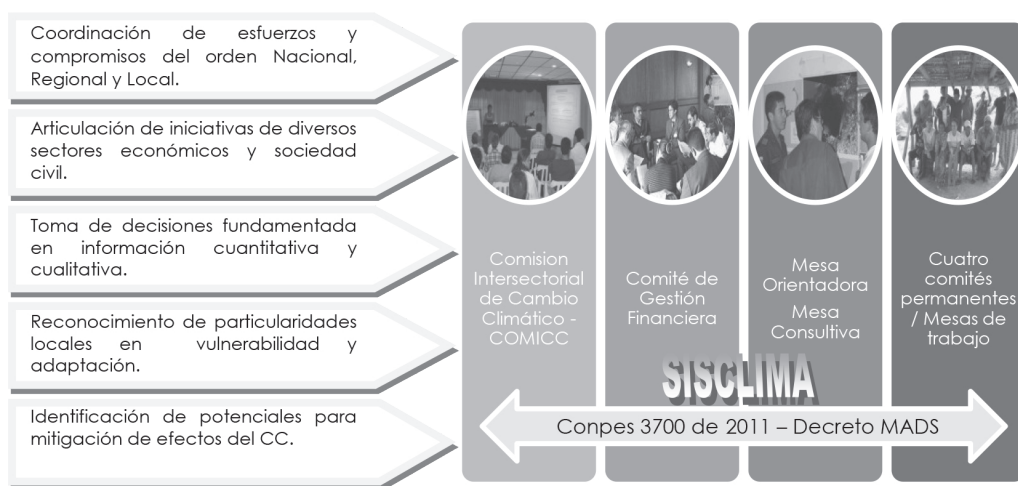 Coordinación de esfuerzos y
compromisos del orden Nacional,
Regional y Local.
Articulación de iniciativas de diversos
sectores económicos y sociedad
civil.
Toma de decisiones fundamentada
en información cuantitativa y
cualitativa.
Reconocimiento de particularidades
locales en vulnerabilidad y
adaptación.
Identificación de potenciales para
mitigación de efectos del CC.
Comision
Intersectorial
de Cambio
Climático -
COMICC
Comité de
Gestión
Financiera
Mesa
Orientadora
Mesa
Consultiva
Cuatro
comités
permanentes
/ Mesas de
trabajo
SISCLIMA
Conpes 3700 de 2011 – Decreto MADS